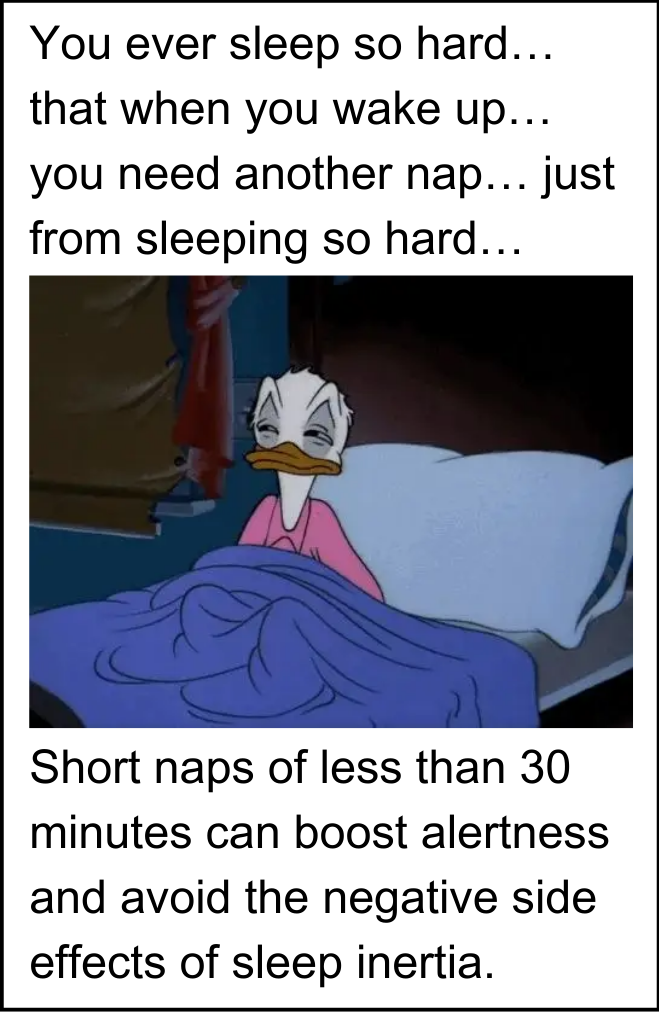 You ever sleep so hard…
that when you wake up…
you need another nap… just
from sleeping so hard…
Short naps of less than 30
minutes can boost alertness
and avoid the negative side
effects of sleep inertia.